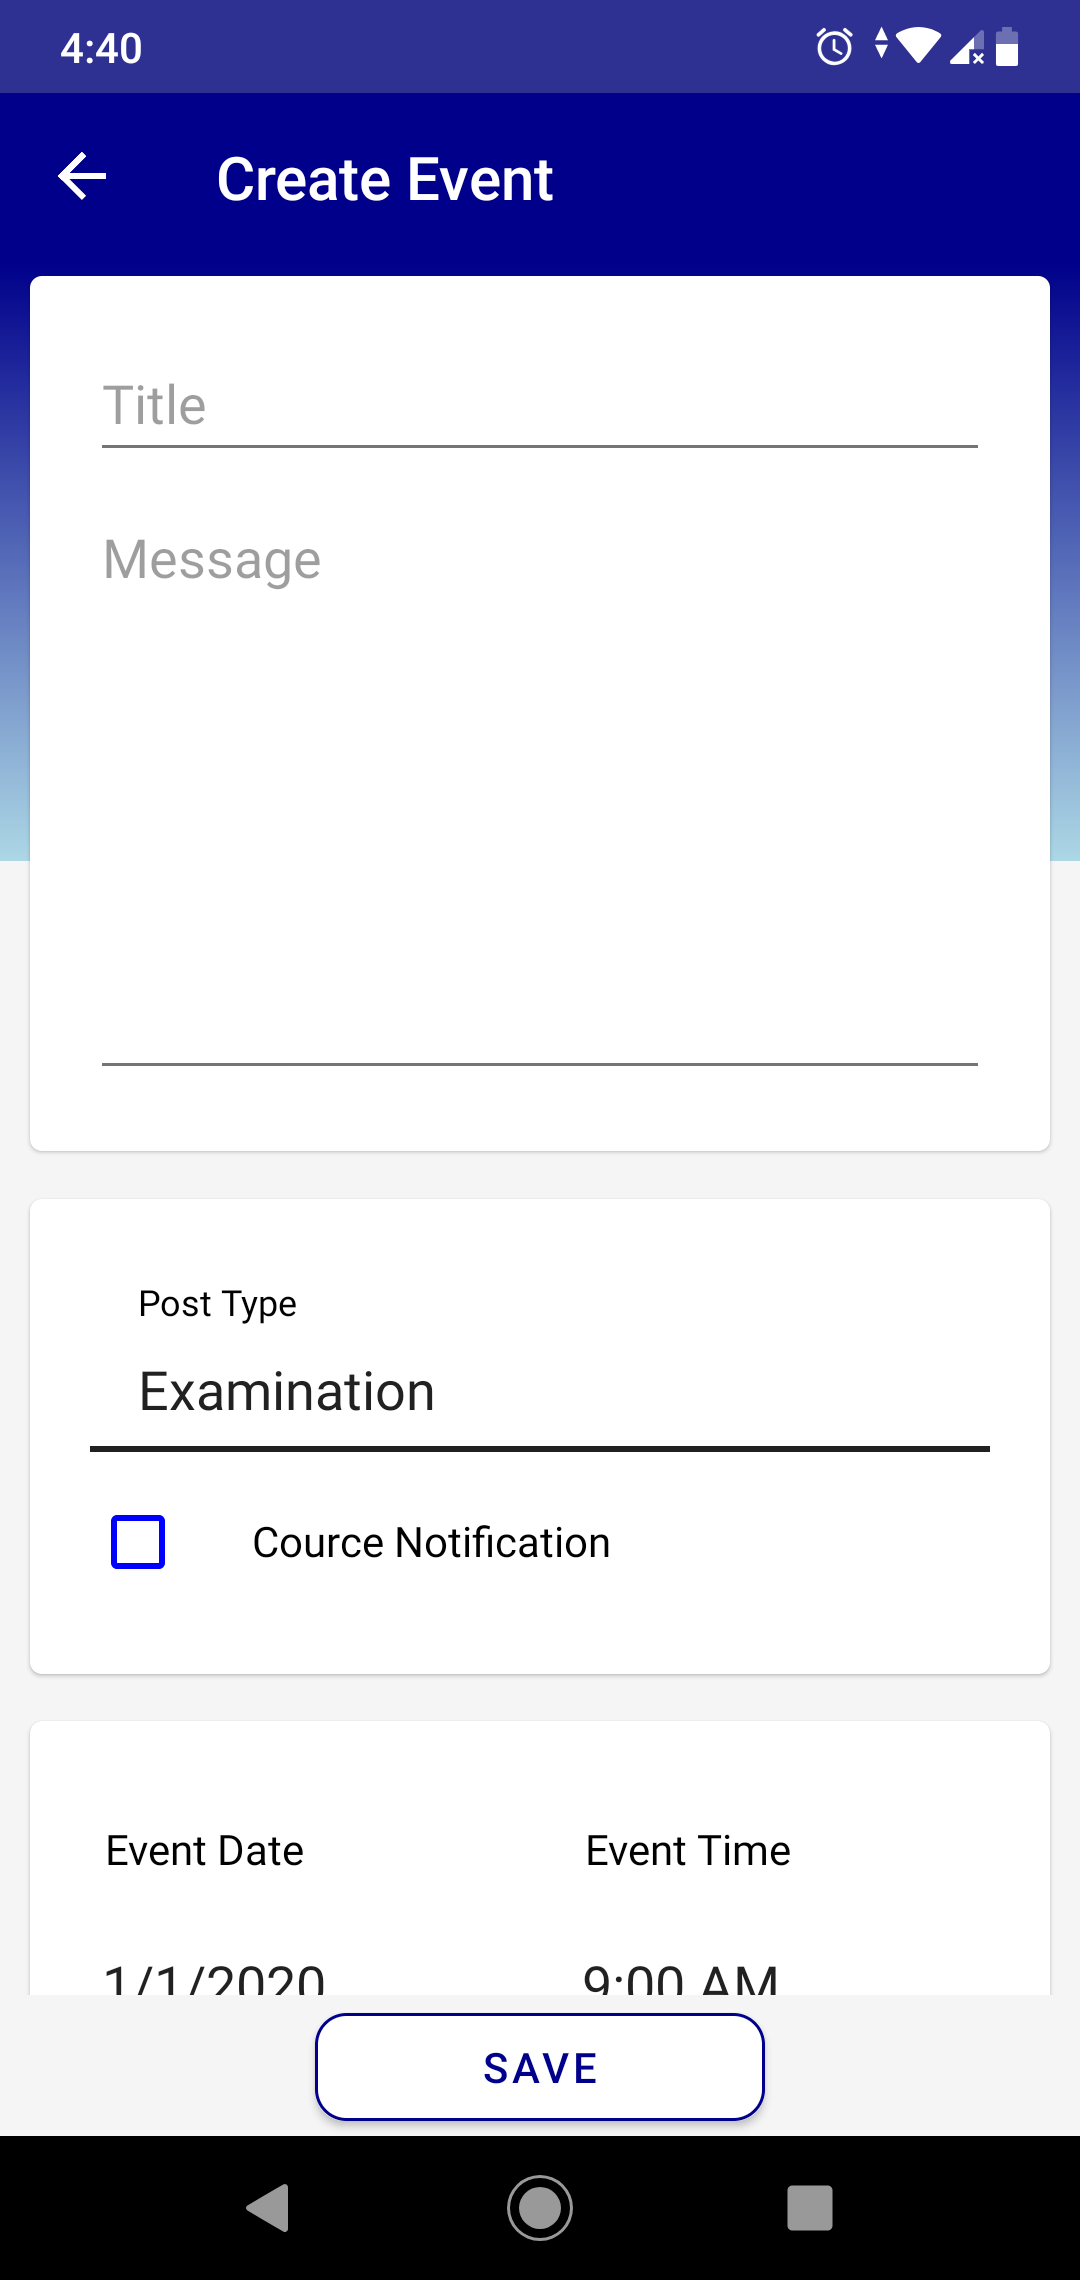 4:40
Create Event
Title
Message
Post Type
Examination
Cource Notification
Event Date
Event Time
1/1/2020
9:00 AM
SAVE